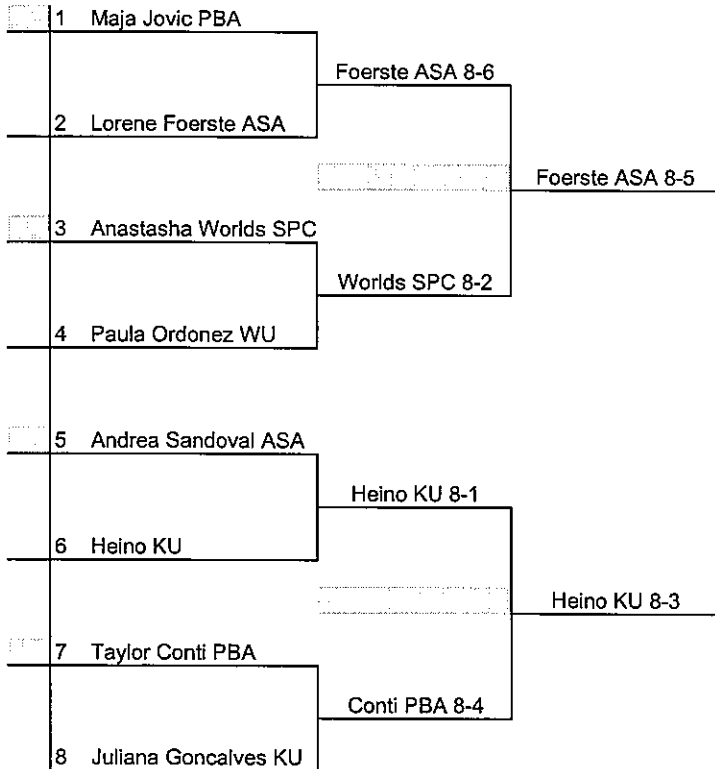 1 Maja Jovic PBA
Foerste ASA 8-6
2 Lorene Foerste ASA
Foerste ASA 8-5
3 Anastasha Worlds SPC
Worlds SPC 8-2
4 Paula Ordonez WU
5 Andrea Sandoval ASA
Heino KU 8-1
6 Heino KU
Heino KU 8-3
7 Taylor Conti PBA
Conti PBA 8-4
8 Juliana Goncalves KU